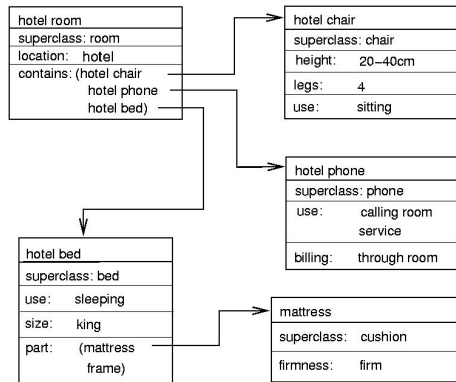 hotel room
superclass: room
location: hotel
contains: (hotel chair
hotel phone
hotel bed)
hotel chair
superclass: chair
height: 20–40cm
legs: 4
use: sitting
hotel phone
superclass: phone
use: calling room
service
billing: through room
hotel bed
superclass: bed
use: sleeping
size: king
part: (mattress
frame)
mattress
superclass: cushion
firmness: firm